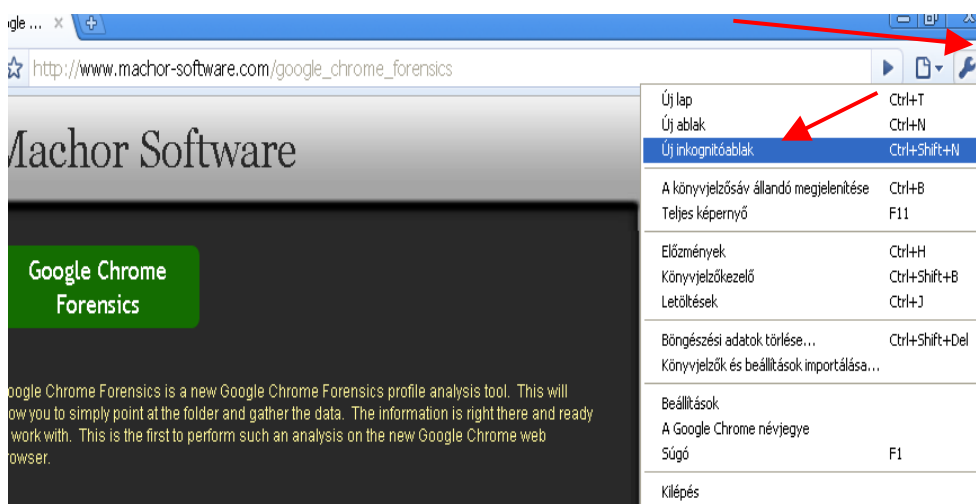 ogle ...
http://www.machor-software.com/google_chrome_forensics
Machor Software
Google Chrome
Forensics
oogle Chrome Forensics is a new Google Chrome Forensics profile analysis tool. This will
ow you to simply point at the folder and gather the data. The information is right there and ready
work with. This is the first to perform such an analysis on the new Google Chrome web
rowser.
Új lap Ctrl+T
Új ablak Ctrl+N
Új inkognitóablak Ctrl+Shift+N
A könyvjelzősáv állandó megjelenítése Ctrl+B
Teljes képernyő F11
Előzmények Ctrl+H
Könyvjelzőkezelő Ctrl+Shift+B
Letöltések Ctrl+J
Böngészési adatok törlése... Ctrl+Shift+Del
Könyvjelzők és beállítások importálása...
Beállítások
A Google Chrome névjegye
Súgó F1
Kilépés